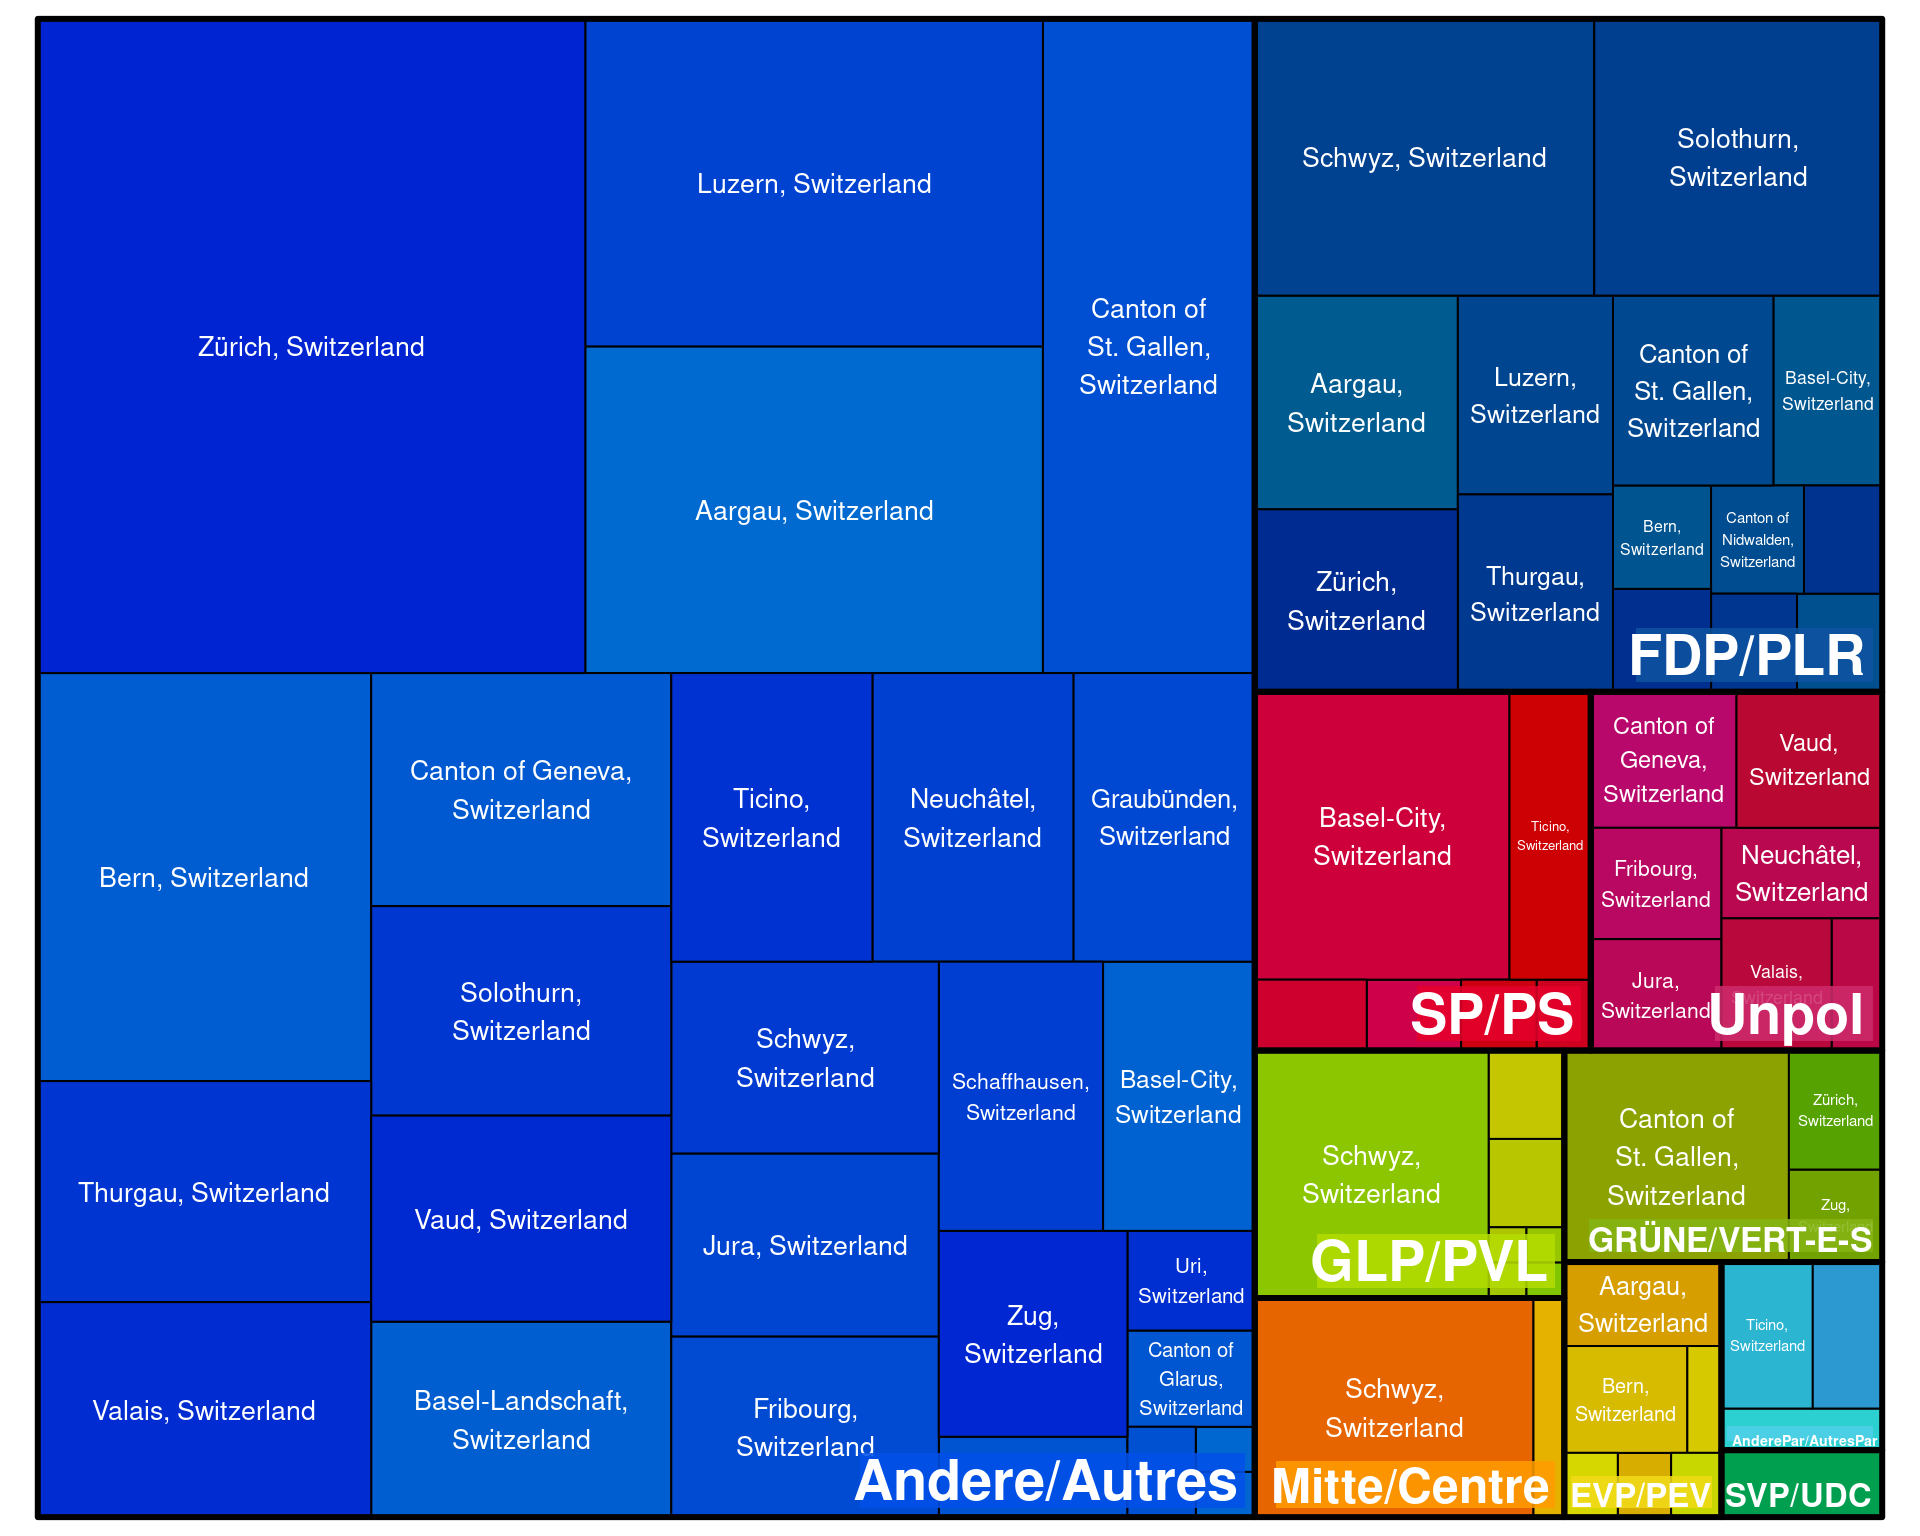 Zürich, Switzerland
Luzern, Switzerland
Aargau, Switzerland
Canton of
St. Gallen,
Switzerland
Bern, Switzerland
Thurgau, Switzerland
Valais, Switzerland
Canton of Geneva,
Switzerland
Solothurn,
Switzerland
Vaud, Switzerland
Basel-Landschaft,
Switzerland
Ticino,
Switzerland
Neuchâtel,
Switzerland
Graubünden,
Switzerland
Schwyz,
Switzerland
Jura, Switzerland
Fribourg,
Switzerland
Schaffhausen,
Switzerland
Basel-City,
Switzerland
Zug,
Switzerland
Uri,
Switzerland
Canton of
Glarus,
Switzerland
Andere/Autres
Schwyz, Switzerland
Solothurn,
Switzerland
Aargau,
Switzerland
Zürich,
Switzerland
Luzern,
Switzerland
Thurgau,
Switzerland
Canton of
St. Gallen,
Switzerland
Basel-City,
Switzerland
Bern,
Switzerland
Canton of
Nidwalden,
Switzerland
FDP/PLR
Basel-City,
Switzerland
Ticino,
Switzerland
SP/PS
Canton of
Geneva,
Switzerland
Vaud,
Switzerland
Fribourg,
Switzerland
Neuchâtel,
Switzerland
Jura,
Switzerland
Valais,
Switzerland
Unpol
Schwyz,
Switzerland
GLP/PVL
Canton of
St. Gallen,
Switzerland
Zürich,
Switzerland
Zug,
Switzerland
GRÜNE/VERT-E-S
Schwyz,
Switzerland
Mitte/Centre
Aargau,
Switzerland
Bern,
Switzerland
EVP/PEV
Ticino,
Switzerland
AnderePar/AutresPar
SVP/UDC